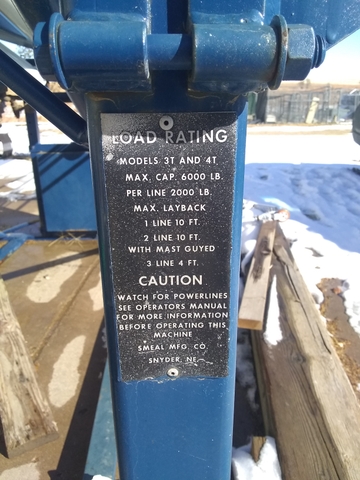 LOAD RATING
MODELS 3T AND 4T
MAX. CAP. 6000 LB.
PER LINE 2000 LB.
MAX. LAYBACK
1 LINE 10 FT.
2 LINE 10 FT.
WITH MAST GUYED
3 LINE 4 FT.
CAUTION
WATCH FOR POWERLINES
SEE OPERATORS MANUAL
FOR MORE INFORMATION
BEFORE OPERATING THIS
MACHINE
SMEAL MFG. CO.
SNYDER, NE.